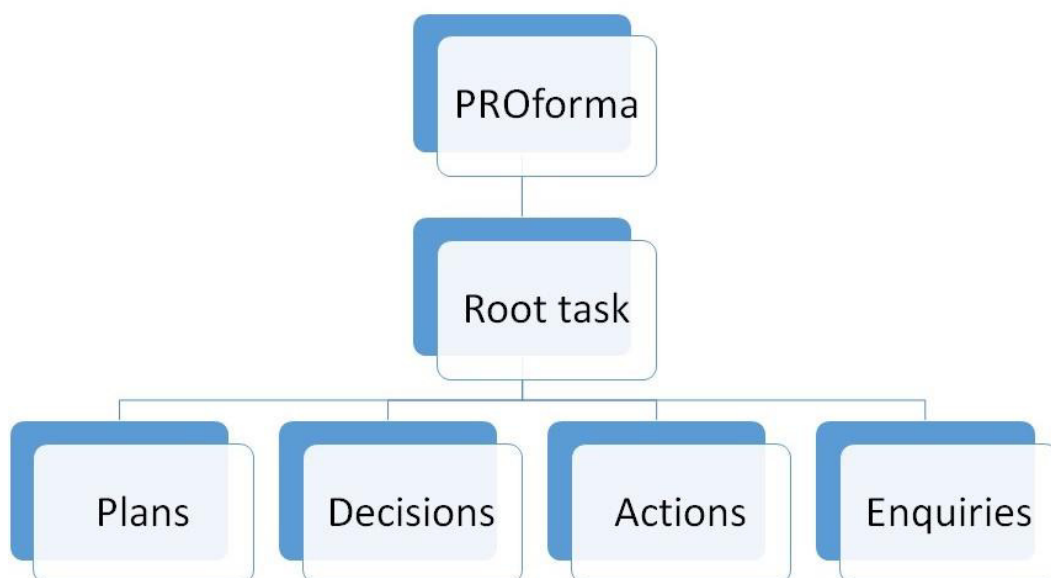 PROforma
Root task
Plans
Decisions
Actions
Enquiries